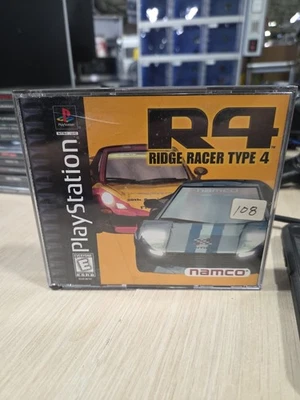 PlayStation
R4
RIDGE RACER TYPE 4
108
namco
E